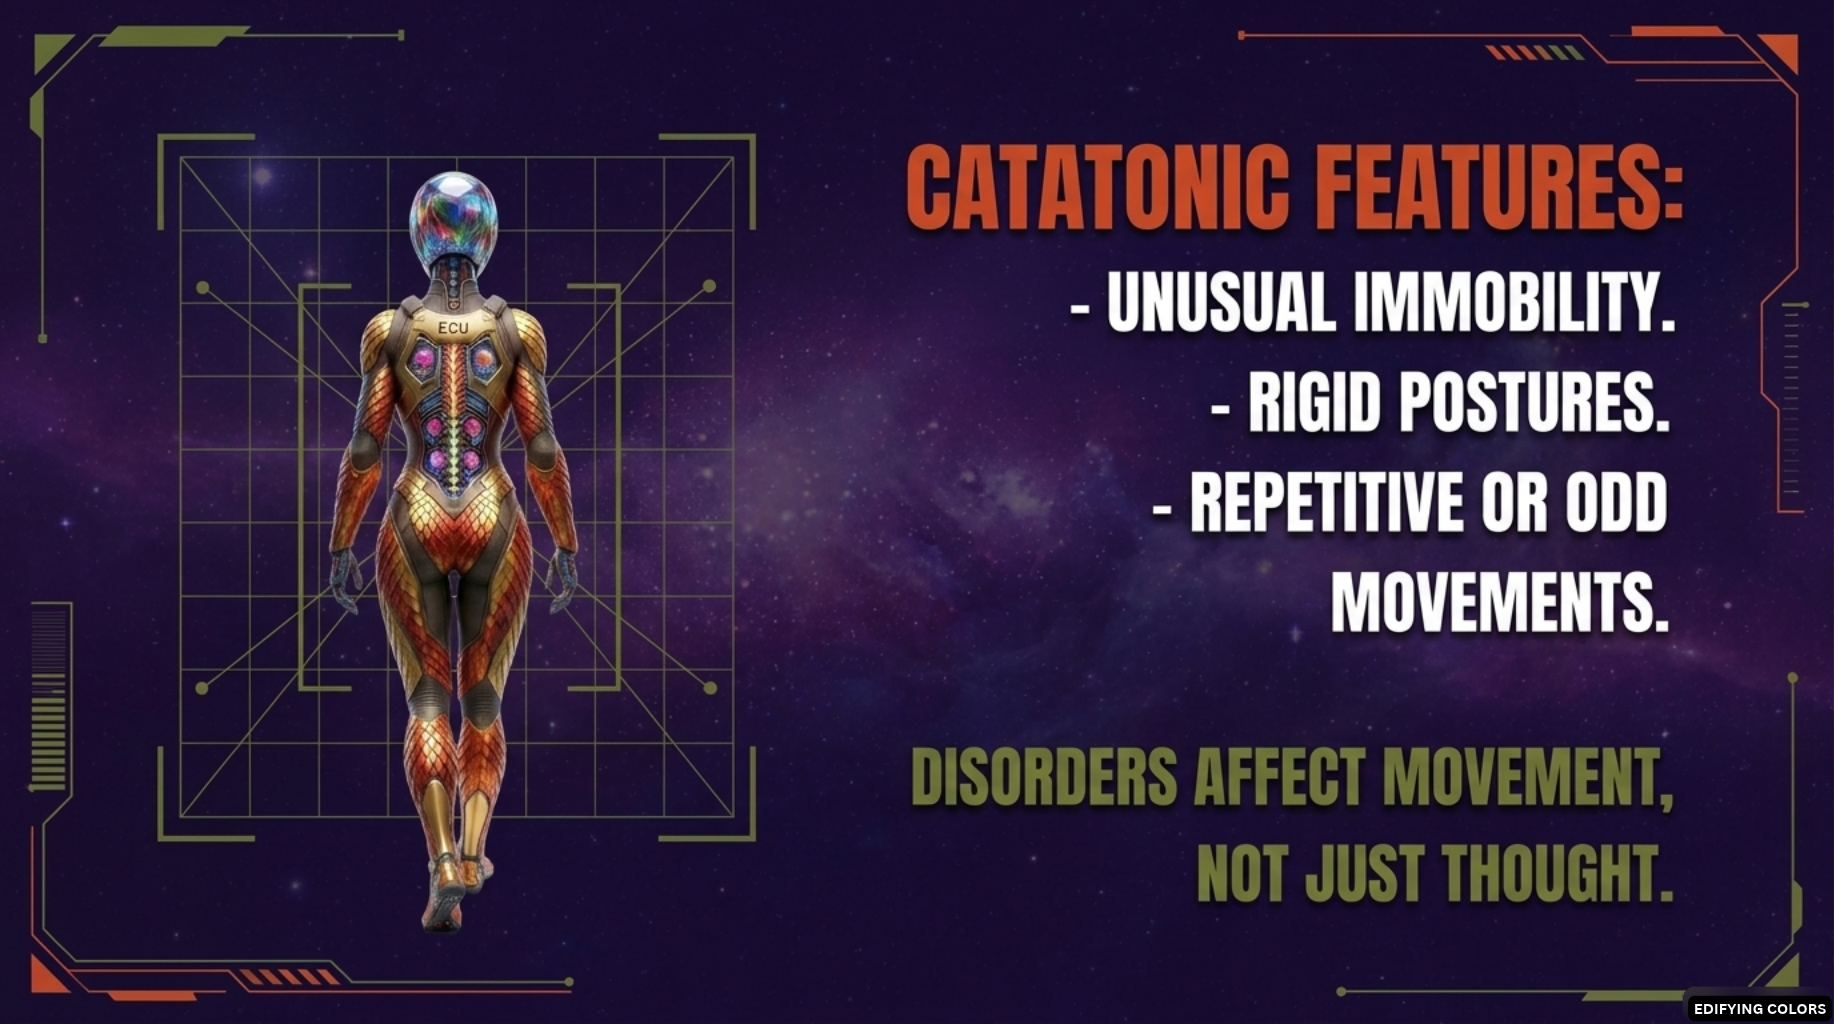 ECU
CATATONIC FEATURES:
- UNUSUAL IMMOBILITY.
- RIGID POSTURES.
- REPETITIVE OR ODD
MOVEMENTS.
DISORDERS AFFECT MOVEMENT,
NOT JUST THOUGHT.
EDIFYING COLORS